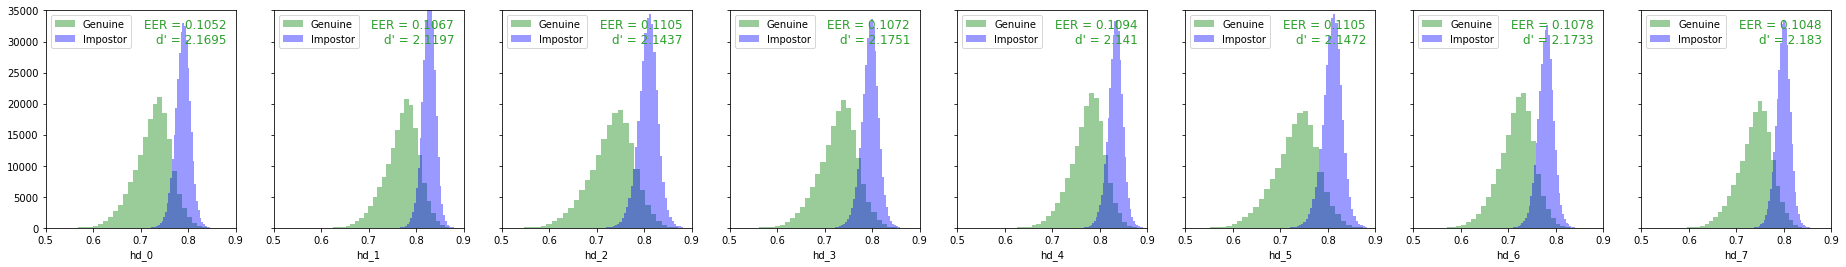 35000
30000
25000
20000
15000
10000
5000
0
Genuine
Impostor
EER = 0.1052
d' = 2.1695
0.5 0.6 0.7 0.8 0.9
hd_0
Genuine
Impostor
EER = 0.1067
d' = 2.1197
0.5 0.6 0.7 0.8 0.9
hd_1
Genuine
Impostor
EER = 0.1105
d' = 2.1437
0.5 0.6 0.7 0.8 0.9
hd_2
Genuine
Impostor
EER = 0.1072
d' = 2.1751
0.5 0.6 0.7 0.8 0.9
hd_3
Genuine
Impostor
EER = 0.1094
d' = 2.141
0.5 0.6 0.7 0.8 0.9
hd_4
Genuine
Impostor
EER = 0.1105
d' = 2.1472
0.5 0.6 0.7 0.8 0.9
hd_5
Genuine
Impostor
EER = 0.1078
d' = 2.1733
0.5 0.6 0.7 0.8 0.9
hd_6
Genuine
Impostor
EER = 0.1048
d' = 2.183
0.5 0.6 0.7 0.8 0.9
hd_7